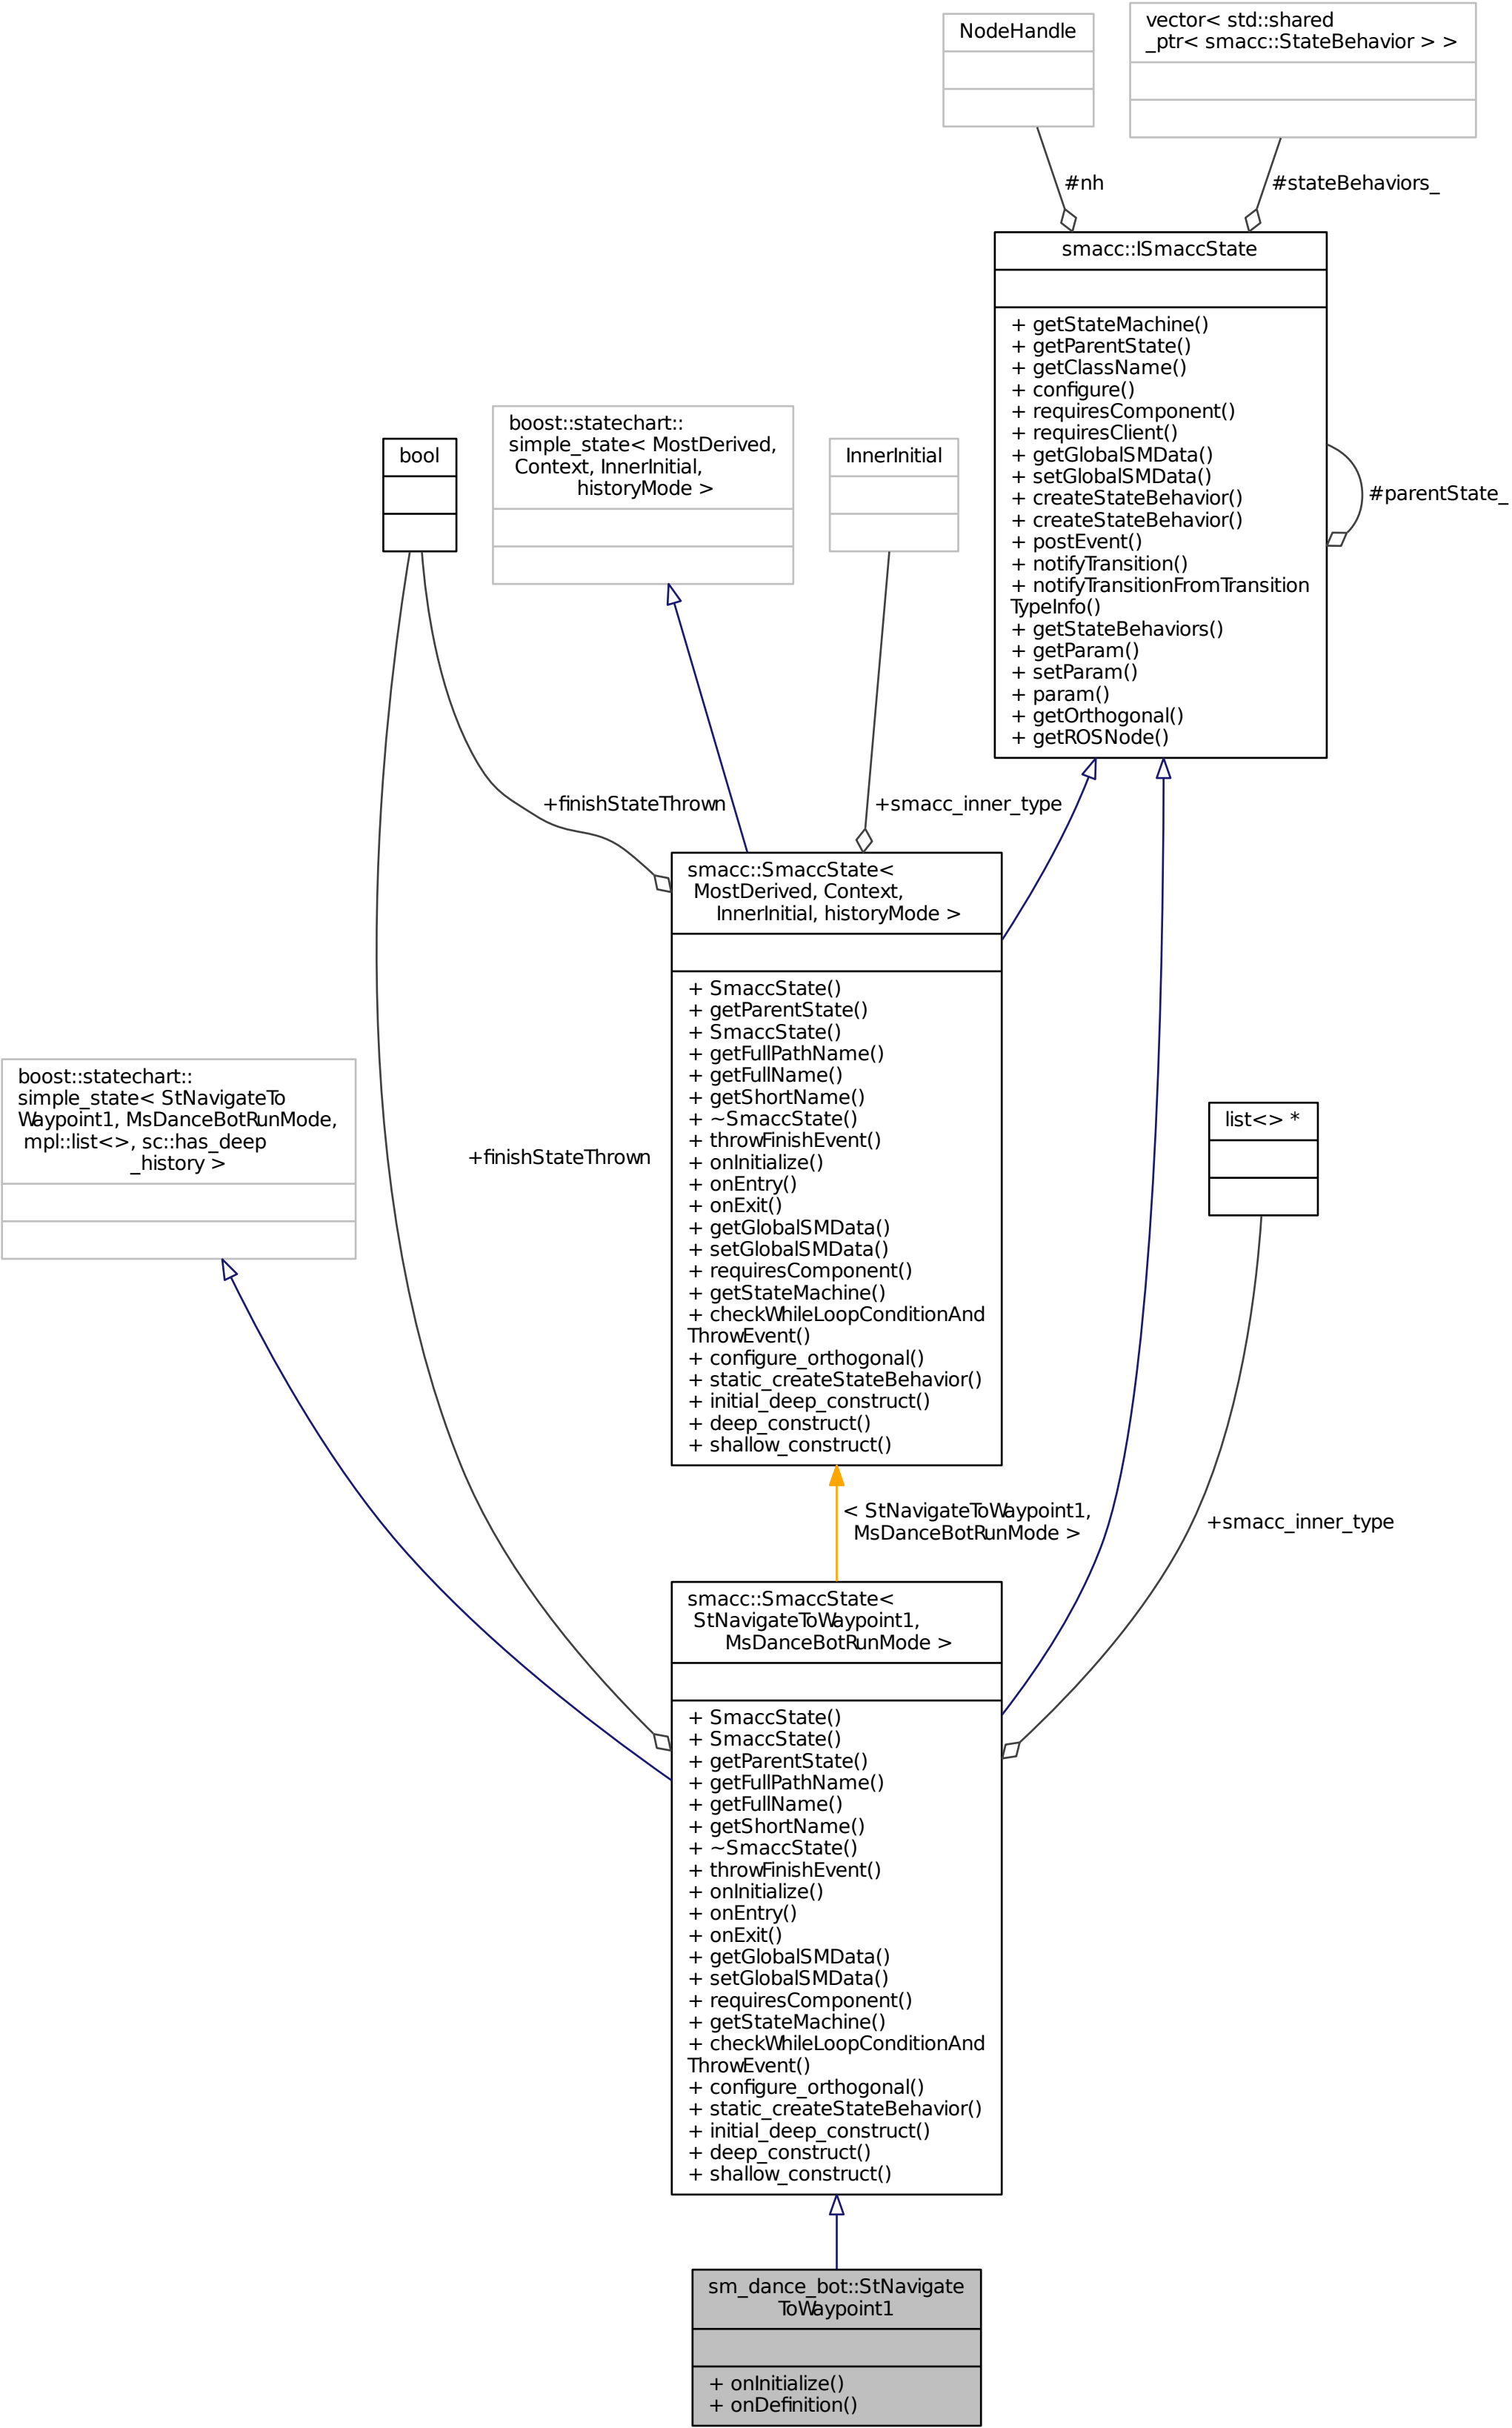 NodeHandle
vector< std::shared
_ptr< smacc::StateBehavior > >
#nh
#stateBehaviors_
smacc::ISmaccState
+ getStateMachine()
+ getParentState()
+ getClassName()
+ configure()
+ requiresComponent()
+ requiresClient()
+ getGlobalSMData()
+ setGlobalSMData()
+ createStateBehavior()
+ createStateBehavior()
+ postEvent()
+ notifyTransition()
+ notifyTransitionFromTransition
TypeInfo()
+ getStateBehaviors()
+ getParam()
+ setParam()
+ param()
+ getOrthogonal()
+ getROSNode()
#parentState_
bool
boost::statechart::
simple_state< MostDerived,
Context, InnerInitial,
historyMode >
InnerInitial
+finishStateThrown
+smacc_inner_type
smacc::SmaccState<
MostDerived, Context,
InnerInitial, historyMode >
+ SmaccState()
+ getParentState()
+ SmaccState()
+ getFullPathName()
+ getFullName()
+ getShortName()
+ ~SmaccState()
+ throwFinishEvent()
+ onInitialize()
+ onEntry()
+ onExit()
+ getGlobalSMData()
+ setGlobalSMData()
+ requiresComponent()
+ getStateMachine()
+ checkWhileLoopConditionAnd
ThrowEvent()
+ configure_orthogonal()
+ static_createStateBehavior()
+ initial_deep_construct()
+ deep_construct()
+ shallow_construct()
boost::statechart::
simple_state< StNavigateTo
Waypoint1, MsDanceBotRunMode,
mpl::list<>, sc::has_deep
_history >
+finishStateThrown
list<> *
< StNavigateToWaypoint1,
MsDanceBotRunMode >
+smacc_inner_type
smacc::SmaccState<
StNavigateToWaypoint1,
MsDanceBotRunMode >
+ SmaccState()
+ SmaccState()
+ getParentState()
+ getFullPathName()
+ getFullName()
+ getShortName()
+ ~SmaccState()
+ throwFinishEvent()
+ onInitialize()
+ onEntry()
+ onExit()
+ getGlobalSMData()
+ setGlobalSMData()
+ requiresComponent()
+ getStateMachine()
+ checkWhileLoopConditionAnd
ThrowEvent()
+ configure_orthogonal()
+ static_createStateBehavior()
+ initial_deep_construct()
+ deep_construct()
+ shallow_construct()
sm_dance_bot::StNavigate
ToWaypoint1
+ onInitialize()
+ onDefinition()